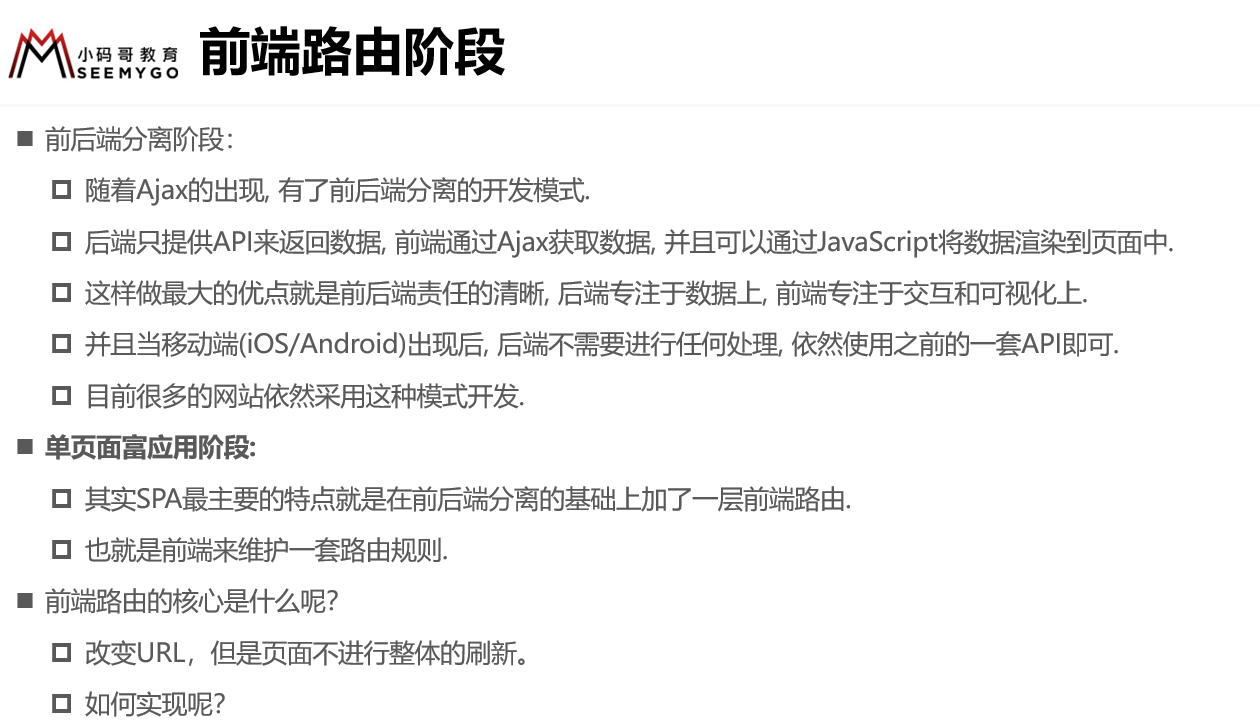 小码哥教育
SEEMYGO
前端路由阶段
前后端分离阶段：
随着Ajax的出现, 有了前后端分离的开发模式.
后端只提供API来返回数据, 前端通过Ajax获取数据, 并且可以通过JavaScript将数据渲染到页面中.
这样做最大的优点就是前后端责任的清晰, 后端专注于数据上, 前端专注于交互和可视化上.
并且当移动端(iOS/Android)出现后, 后端不需要进行任何处理, 依然使用之前的一套API即可.
目前很多的网站依然采用这种模式开发.
单页面富应用阶段:
其实SPA最主要的特点就是在前后端分离的基础上加了一层前端路由.
也就是前端来维护一套路由规则.
前端路由的核心是什么呢？
改变URL，但是页面不进行整体的刷新。
如何实现呢？